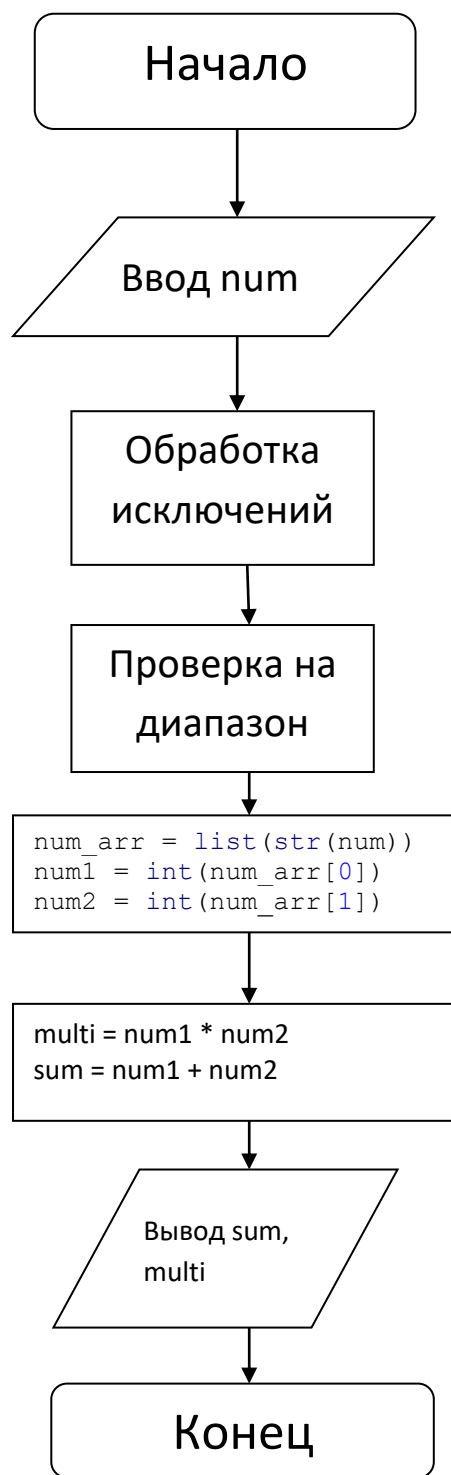 Начало
Ввод num
Обработка
исключений
Проверка на
диапазон
num_arr = list(str(num))
num1 = int(num_arr[0])
num2 = int(num_arr[1])
multi = num1 * num2
sum = num1 + num2
Вывод sum,
multi
Конец